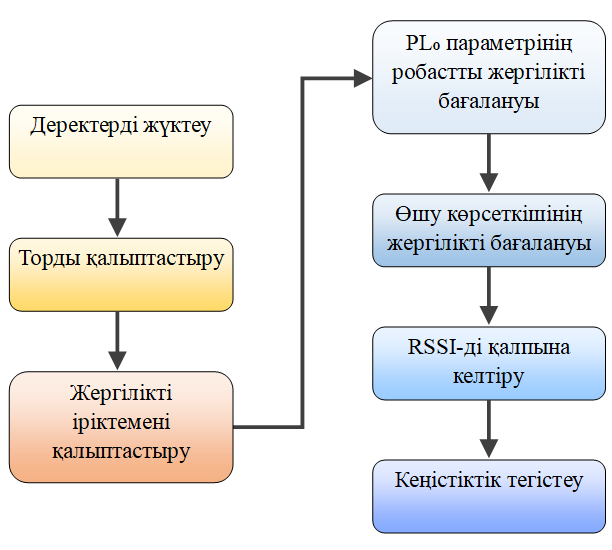 Деректерді жүктеу
Торды қалыптастыру
Жергілікті
іріктемені
қалыптастыру
PL₀ параметрінің
робастты жергілікті
бағалануы
Өшу көрсеткішінің
жергілікті бағалануы
RSSI-ді қалпына
келтіру
Кеңістіктік тегістеу